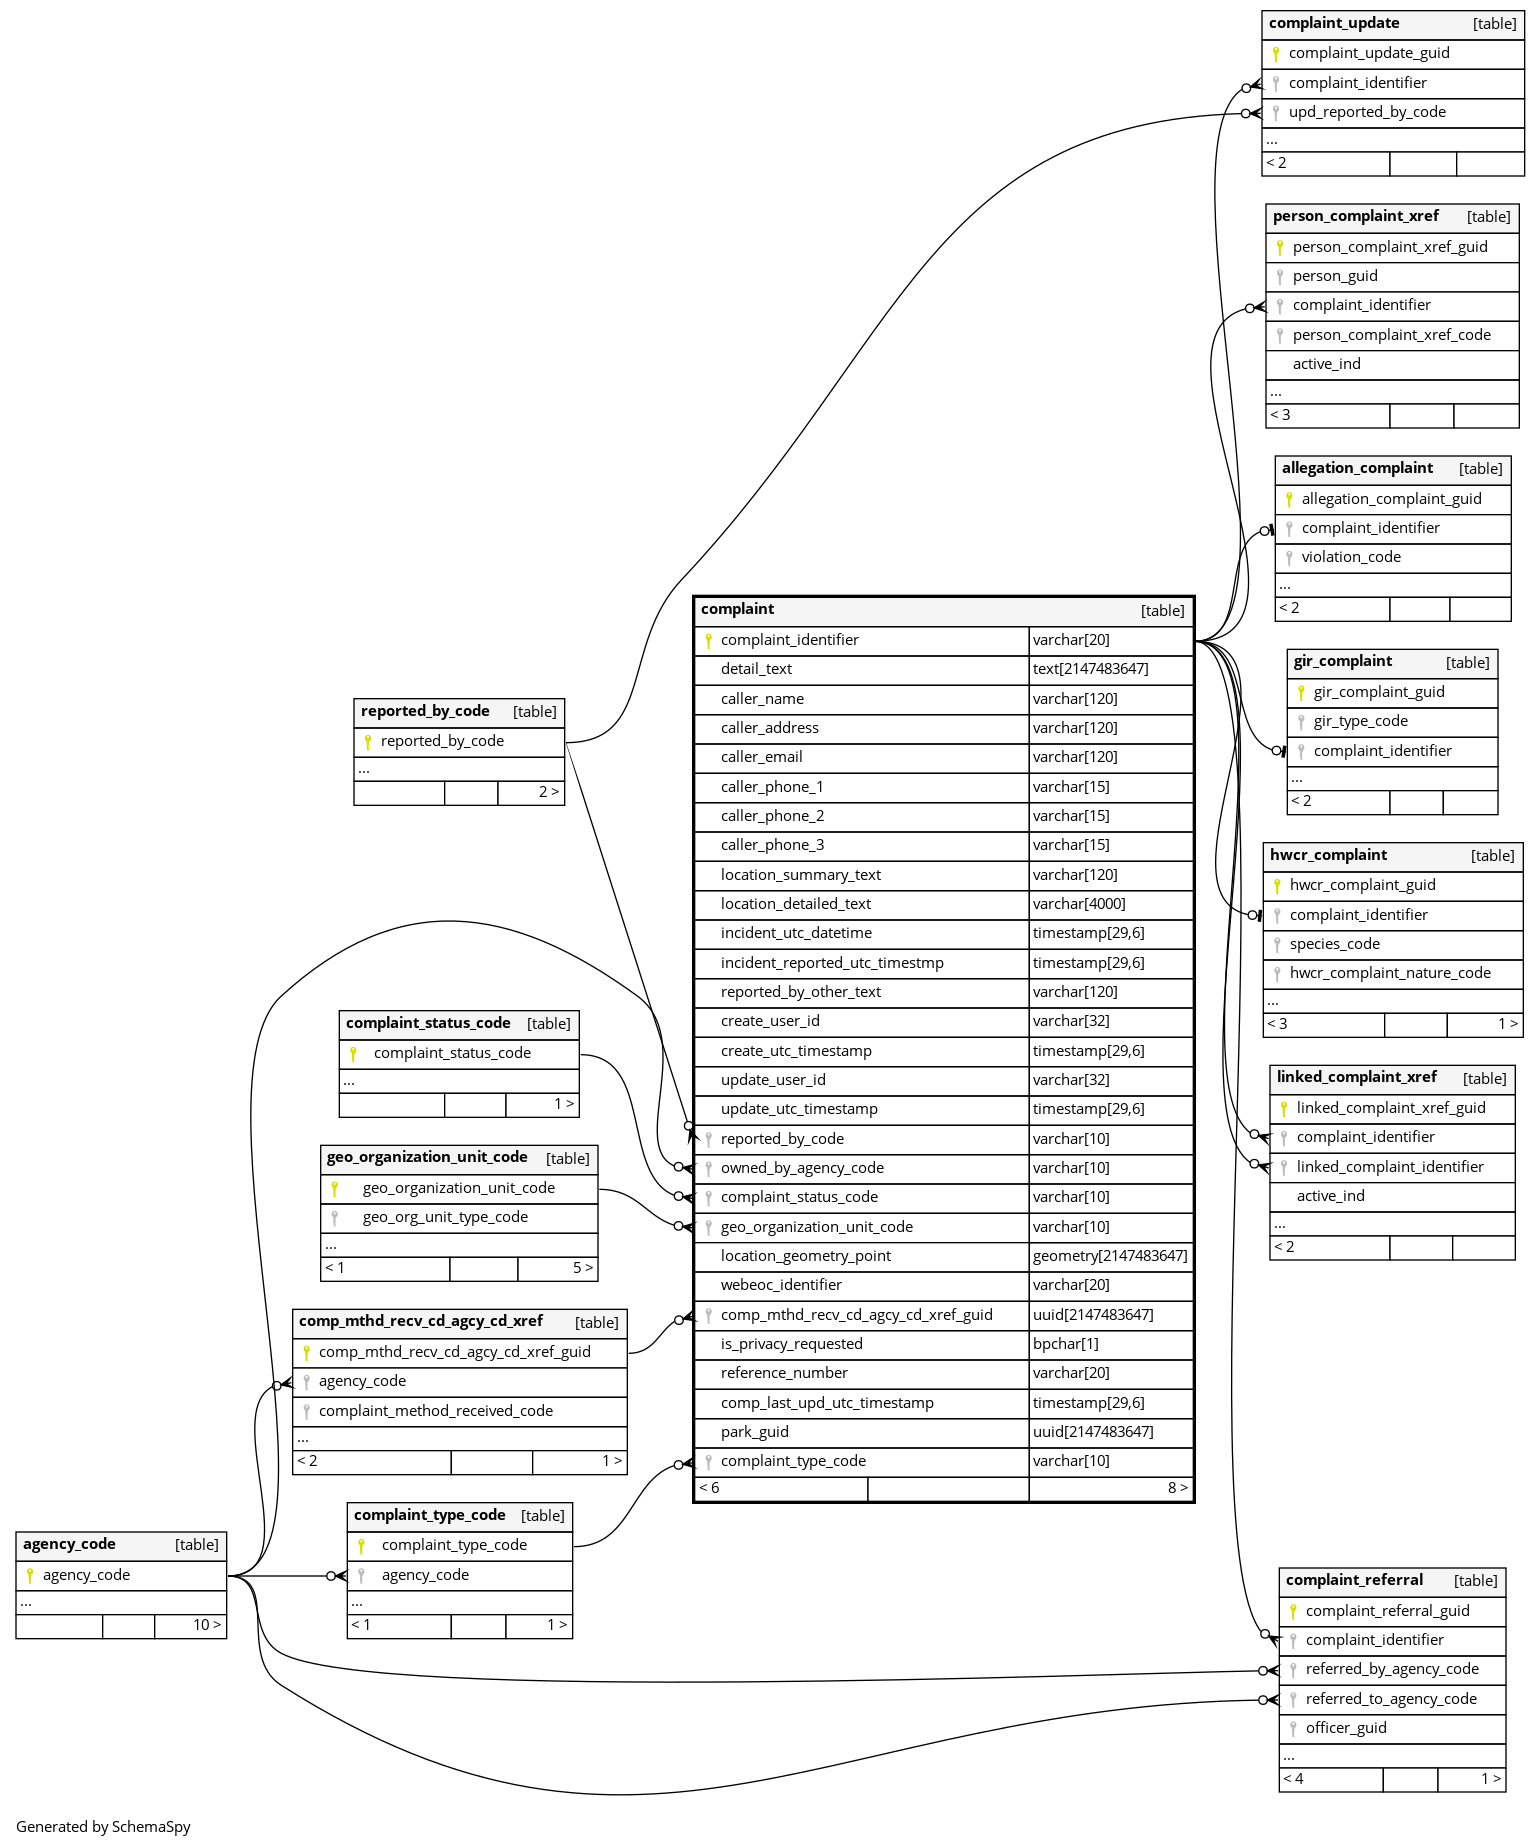 complaint_update [table]
complaint_update_guid
complaint_identifier
upd_reported_by_code
...
< 2
person_complaint_xref [table]
person_complaint_xref_guid
person_guid
complaint_identifier
person_complaint_xref_code
active_ind
...
< 3
allegation_complaint [table]
allegation_complaint_guid
complaint_identifier
violation_code
...
< 2
gir_complaint [table]
gir_complaint_guid
gir_type_code
complaint_identifier
...
< 2
hwcr_complaint [table]
hwcr_complaint_guid
complaint_identifier
species_code
hwcr_complaint_nature_code
...
< 3 1 >
linked_complaint_xref [table]
linked_complaint_xref_guid
complaint_identifier
linked_complaint_identifier
active_ind
...
< 2
complaint_referral [table]
complaint_referral_guid
complaint_identifier
referred_by_agency_code
referred_to_agency_code
officer_guid
...
< 4 1 >
complaint [table]
complaint_identifier varchar[20]
detail_text text[2147483647]
caller_name varchar[120]
caller_address varchar[120]
caller_email varchar[120]
caller_phone_1 varchar[15]
caller_phone_2 varchar[15]
caller_phone_3 varchar[15]
location_summary_text varchar[120]
location_detailed_text varchar[4000]
incident_utc_datetime timestamp[29,6]
incident_reported_utc_timestmp timestamp[29,6]
reported_by_other_text varchar[120]
create_user_id varchar[32]
create_utc_timestamp timestamp[29,6]
update_user_id varchar[32]
update_utc_timestamp timestamp[29,6]
reported_by_code varchar[10]
owned_by_agency_code varchar[10]
complaint_status_code varchar[10]
geo_organization_unit_code varchar[10]
location_geometry_point geometry[2147483647]
webeoc_identifier varchar[20]
comp_mthd_recv_cd_agcy_cd_xref_guid uuid[2147483647]
is_privacy_requested bpchar[1]
reference_number varchar[20]
comp_last_upd_utc_timestamp timestamp[29,6]
park_guid uuid[2147483647]
complaint_type_code varchar[10]
< 6 8 >
reported_by_code [table]
reported_by_code
...
2 >
complaint_status_code [table]
complaint_status_code
...
1 >
geo_organization_unit_code [table]
geo_organization_unit_code
geo_org_unit_type_code
...
< 1 5 >
comp_mthd_recv_cd_agcy_cd_xref [table]
comp_mthd_recv_cd_agcy_cd_xref_guid
agency_code
complaint_method_received_code
...
< 2 1 >
complaint_type_code [table]
complaint_type_code
agency_code
...
< 1 1 >
agency_code [table]
agency_code
...
10 >
Generated by SchemaSpy